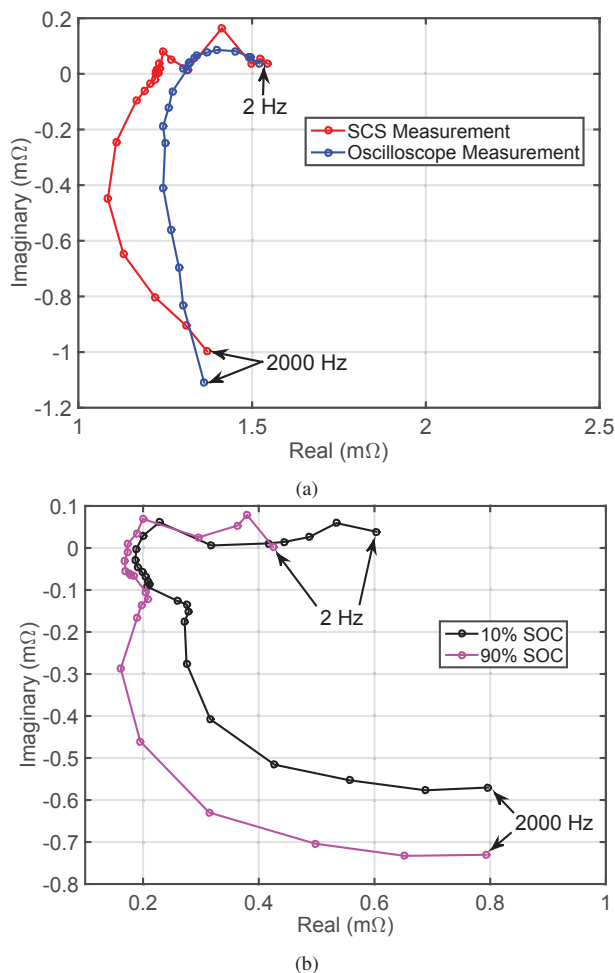 0.2
0
-0.2
-0.4
-0.6
-0.8
-1
-1.2
Imaginary (mΩ)
2 Hz
SCS Measurement
Oscilloscope Measurement
2000 Hz
1
1.5
2
2.5
Real (mΩ)
(a)
0.1
0
-0.1
-0.2
-0.3
-0.4
-0.5
-0.6
-0.7
-0.8
Imaginary (mΩ)
2 Hz
10% SOC
90% SOC
2000 Hz
0.2
0.4
0.6
0.8
1
Real (mΩ)
(b)